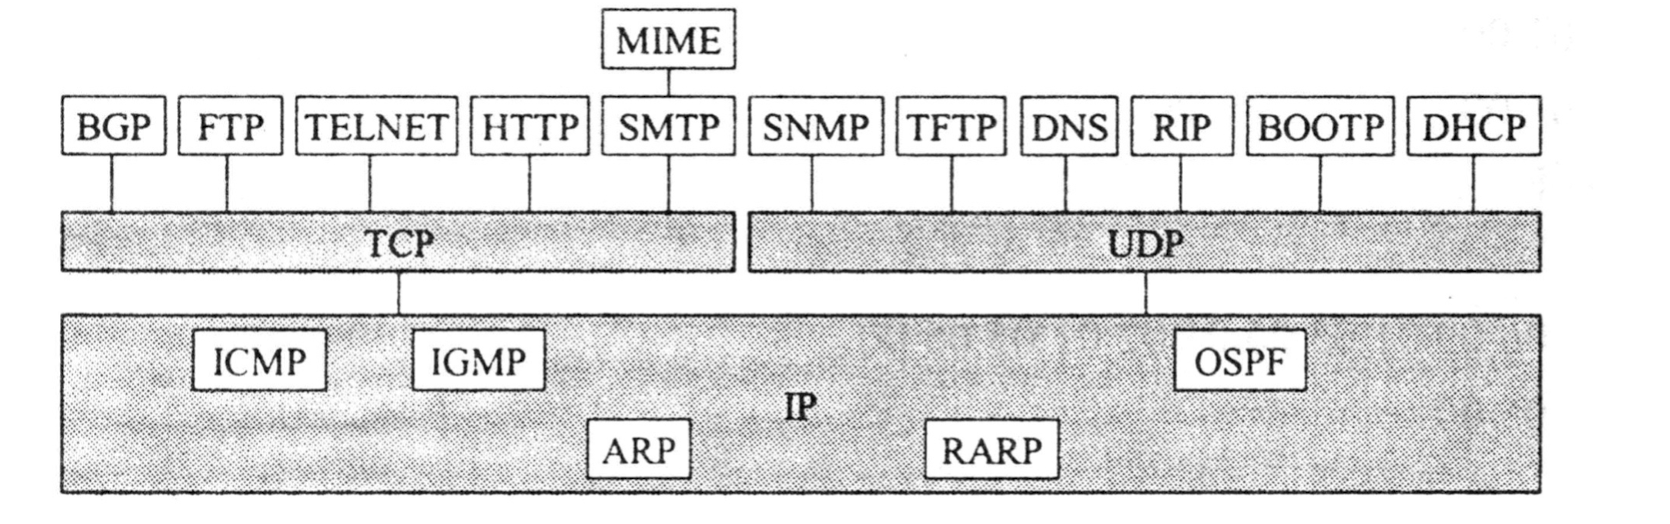 MIME
BGP FTP TELNET HTTP SMTP SNMP TFTP DNS RIP BOOTP DHCP
TCP UDP
ICMP IGMP OSPF
IP
ARP RARP